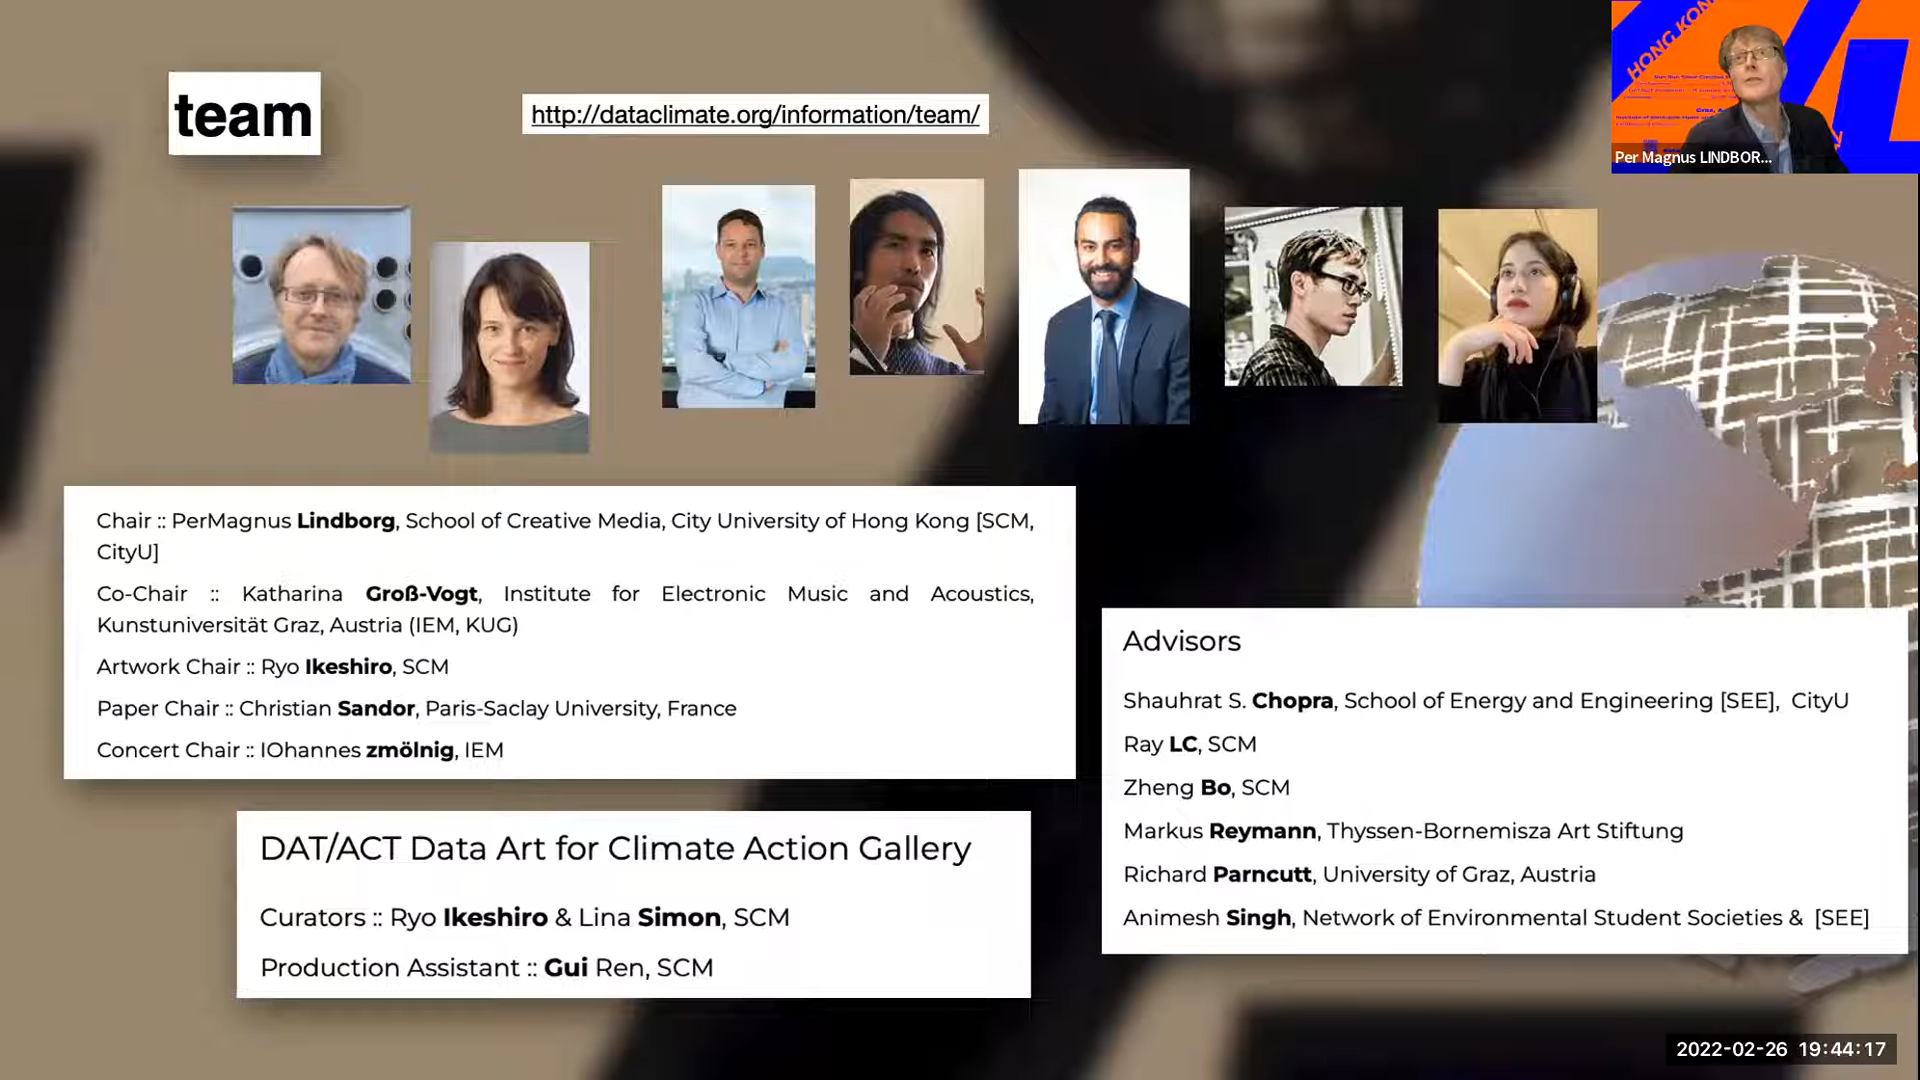 team
http://dataclimate.org/information/team/
HONG KON
Per Magnus LINDBOR...
Chair :: PerMagnus Lindborg, School of Creative Media, City University of Hong Kong [SCM,
CityU]
Co-Chair :: Katharina Groß-Vogt, Institute for Electronic Music and Acoustics,
Kunstuniversität Graz, Austria (IEM, KUG)
Artwork Chair :: Ryo Ikeshiro, SCM
Paper Chair :: Christian Sandor, Paris-Saclay University, France
Concert Chair :: IOhannes zmölnig, IEM
DAT/ACT Data Art for Climate Action Gallery
Curators :: Ryo Ikeshiro & Lina Simon, SCM
Production Assistant :: Gui Ren, SCM
Advisors
Shauhrat S. Chopra, School of Energy and Engineering [SEE], CityU
Ray LC, SCM
Zheng Bo, SCM
Markus Reymann, Thyssen-Bornemisza Art Stiftung
Richard Parncutt, University of Graz, Austria
Animesh Singh, Network of Environmental Student Societies & [SEE]
2022-02-26 19:44:17